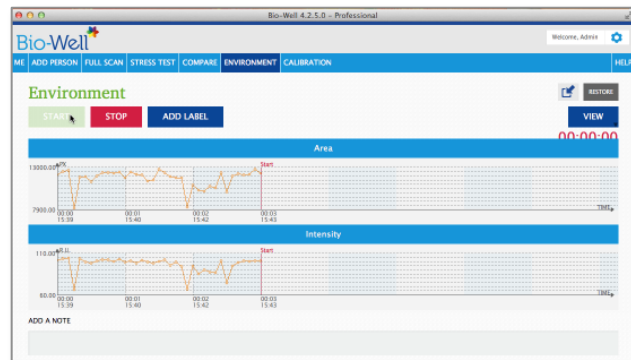 Bio-Well 4.2.5.0 - Professional
Bio-Well
Welcome, Admin
ME ADD PERSON FULL SCAN STRESS TEST COMPARE ENVIRONMENT CALIBRATION HELP
Environment
RESTORE
START STOP ADD LABEL VIEW
00:00:00
Area
13000.00 PX Start
7900.00 TIME,
00:00 00:01 00:02 00:03
15:39 15:40 15:42 15:43
Intensity
110.00 R.U. Start
60.00 TIME,
00:00 00:01 00:02 00:03
15:39 15:40 15:42 15:43
ADD A NOTE